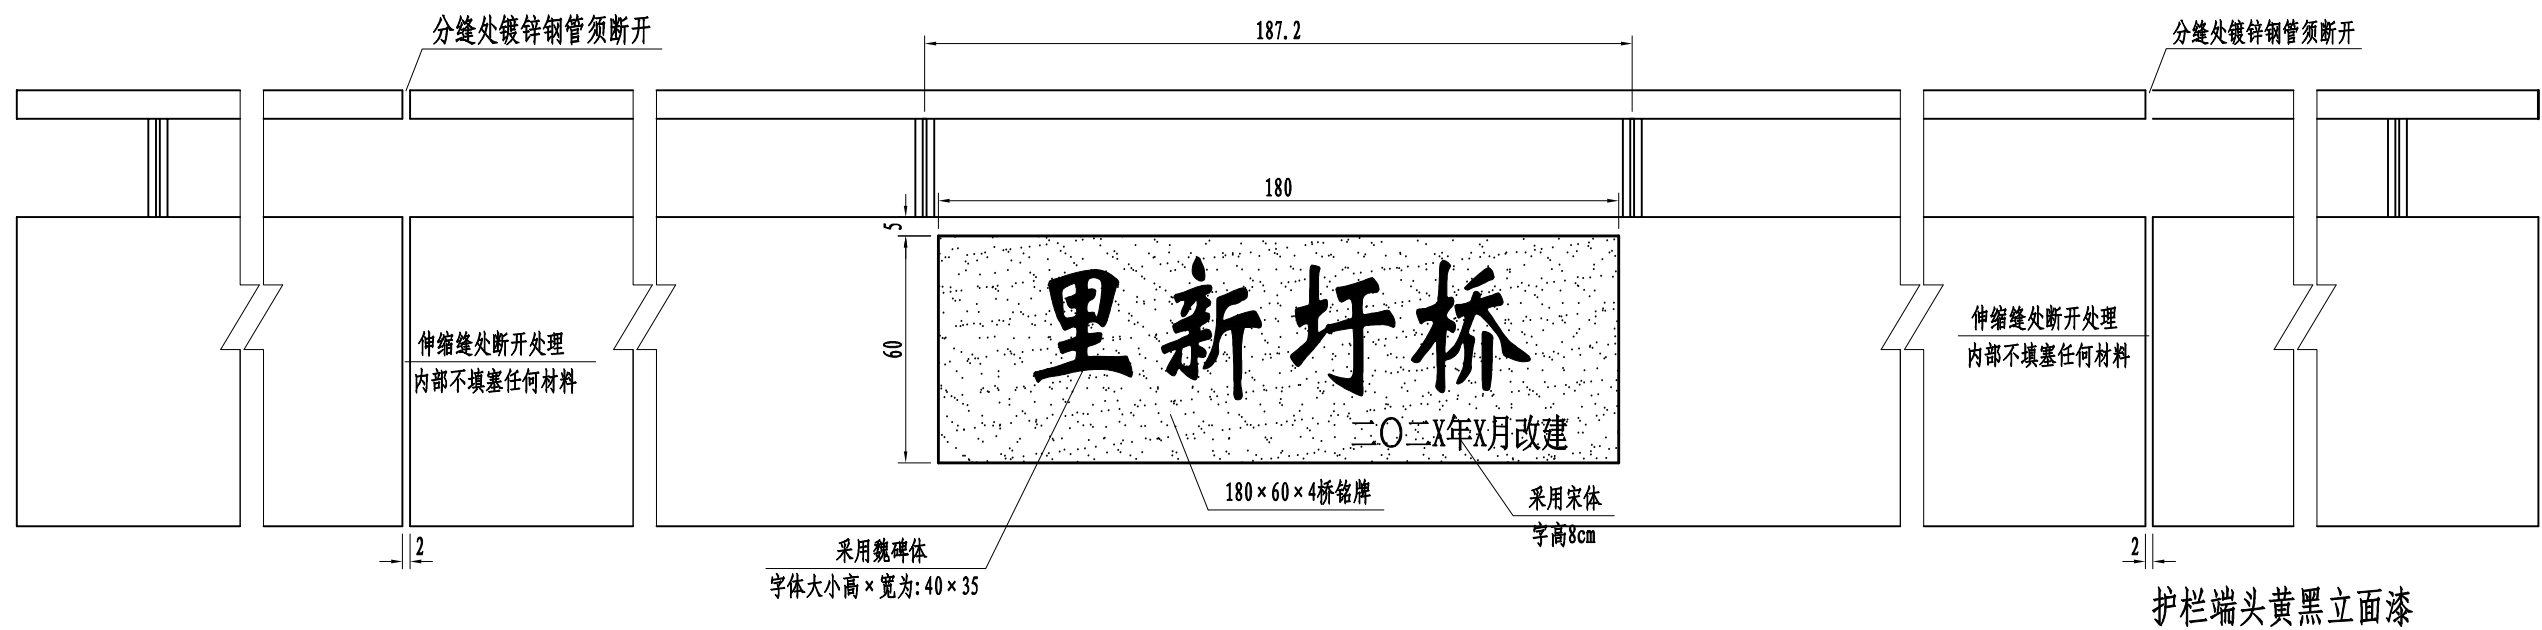 分缝处镀锌钢管须断开
187.2
分缝处镀锌钢管须断开
180
5
60
里新圩桥
二〇二X年X月改建
伸缩缝处断开处理
内部不填塞任何材料
伸缩缝处断开处理
内部不填塞任何材料
180×60×4桥铭牌
采用宋体
字高8cm
采用魏碑体
字体大小高×宽为:40×35
2
2
护栏端头黄黑立面漆